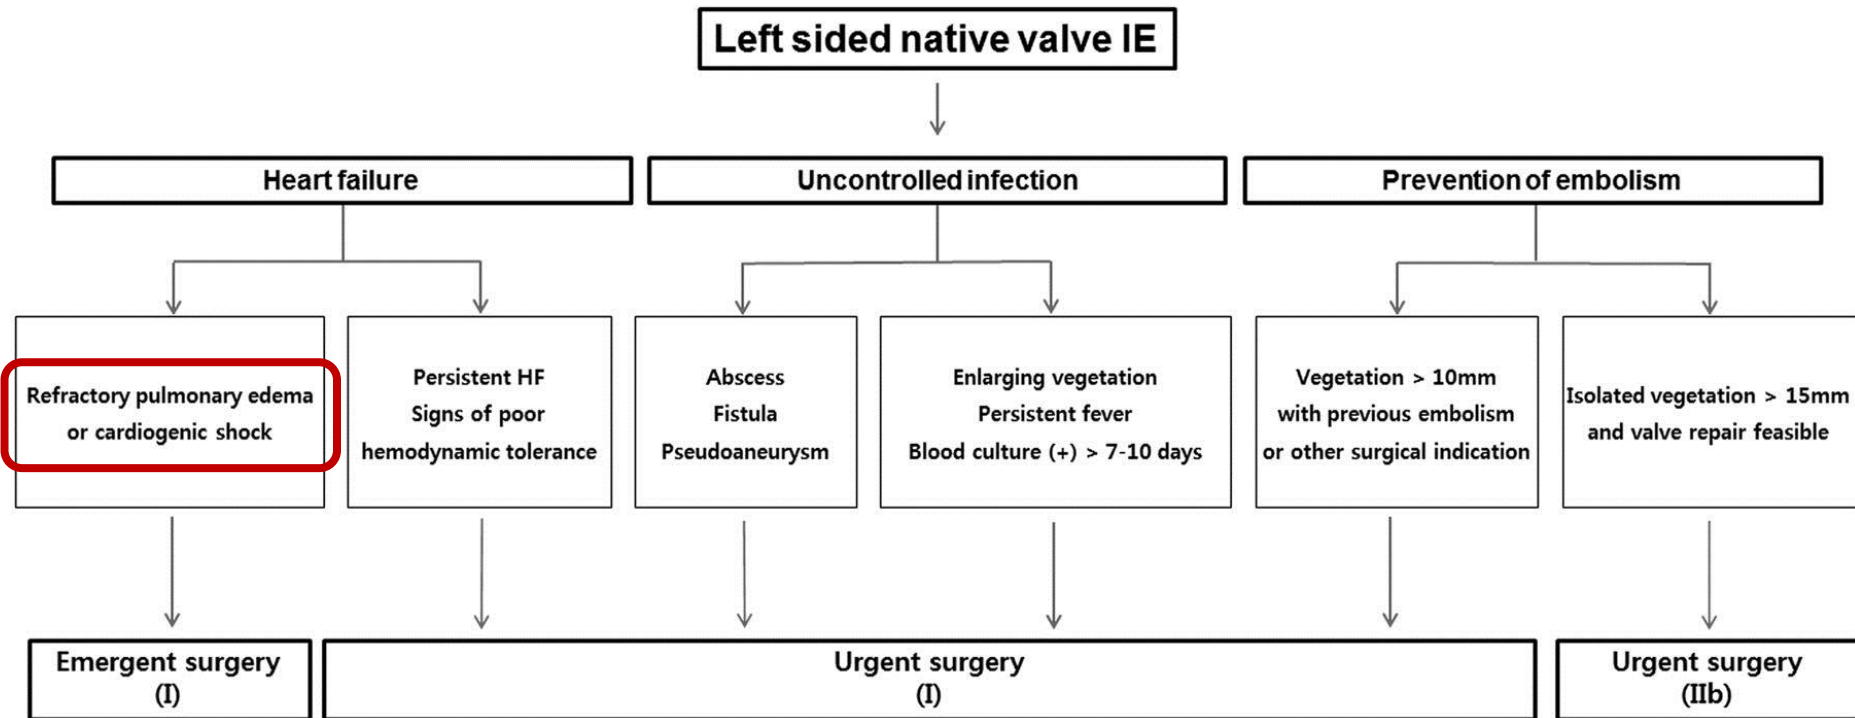 Left sided native valve IE
Heart failure
Uncontrolled infection
Prevention of embolism
Refractory pulmonary edema
or cardiogenic shock
Persistent HF
Signs of poor
hemodynamic tolerance
Abscess
Fistula
Pseudoaneurysm
Enlarging vegetation
Persistent fever
Blood culture (+) > 7-10 days
Vegetation > 10mm
with previous embolism
or other surgical indication
Isolated vegetation > 15mm
and valve repair feasible
Emergent surgery
(I)
Urgent surgery
(I)
Urgent surgery
(IIb)